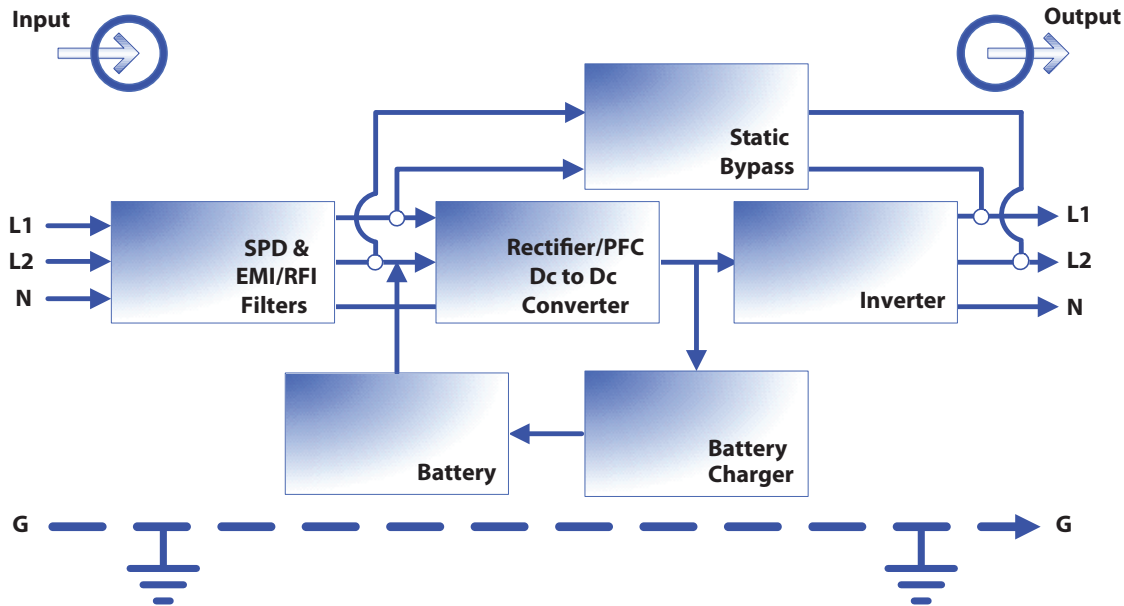 Input
Output
Static
Bypass
L1
L2
N
SPD &
EMI/RFI
Filters
Rectifier/PFC
Dc to Dc
Converter
Inverter
L1
L2
N
Battery
Battery
Charger
G
G